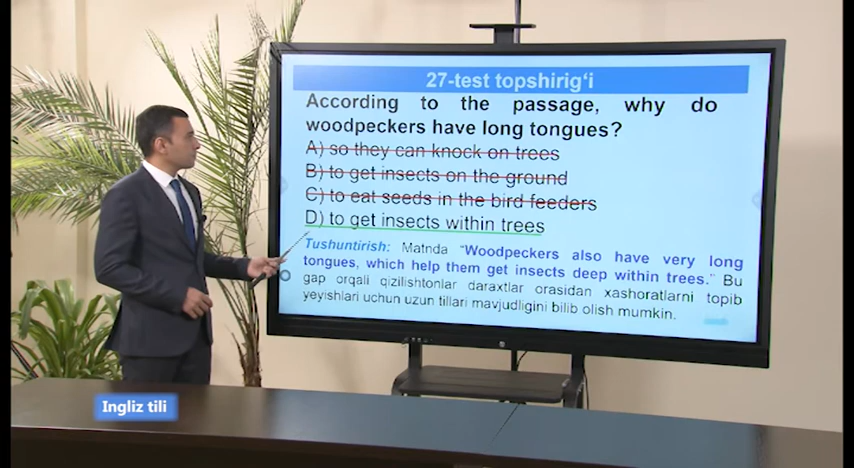 27-test topshirig‘i
According to the passage, why do
woodpeckers have long tongues?
A) so they can knock on trees
B) to get insects on the ground
C) to eat seeds in the bird feeders
D) to get insects within trees
Tushuntirish: Matnda “Woodpeckers also have very long
tongues, which help them get insects deep within trees.” Bu
gap orqali qizilishtonlar daraxtlar orasidan xashoratlarni topib
yeyishlari uchun uzun tillari mavjudligini bilib olish mumkin.
Ingliz tili